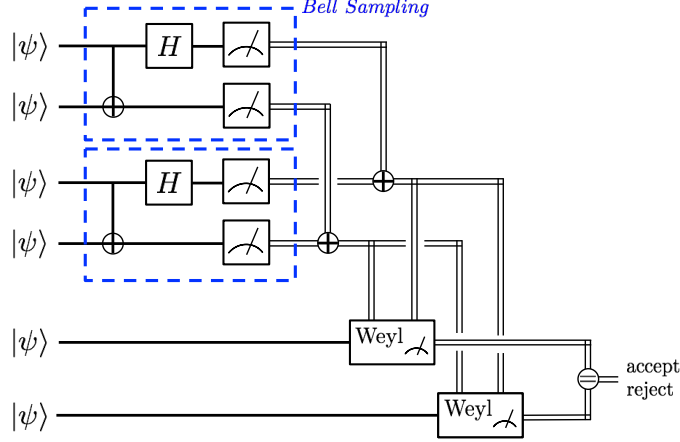 Bell Sampling
|ψ⟩ H
|ψ⟩
|ψ⟩ H
|ψ⟩
|ψ⟩ Weyl
accept
reject
|ψ⟩ Weyl